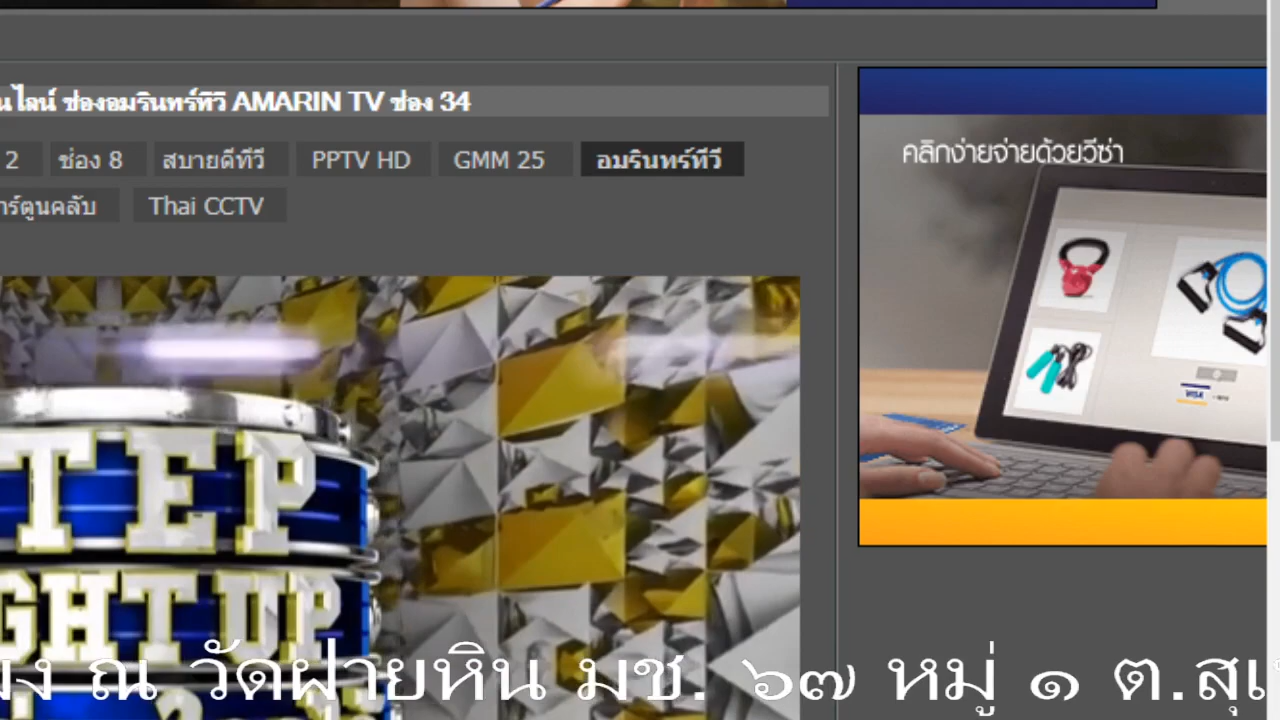 ไลน์ ช่องอมรินทร์ทีวี AMARIN TV ช่อง 34
2 ช่อง 8 สบายดีทีวี PPTV HD GMM 25 อมรินทร์ทีวี
ร์ตูนคลับ Thai CCTV
คลิกง่ายจ่ายด้วยวีซ่า
VISA
TEP
GHT UP
ณ วัดฝายหิน มช. ๖๗ หมู่ ๑ ต.สุเ